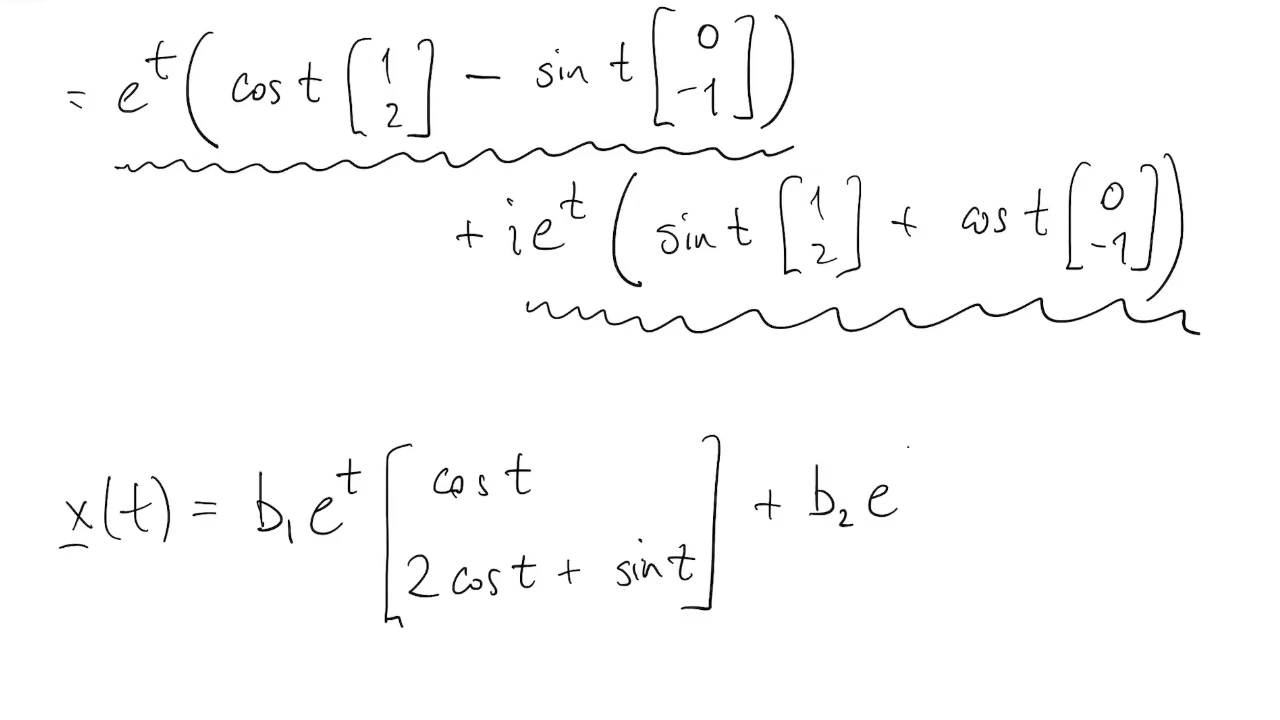 = e^t ( cos t [1 2] − sin t [0 -1] )
+ i e^t ( sin t [1 2] + cos t [0 -1] )
x(t) = b₁ e^t [cos t 2 cos t + sin t] + b₂ e